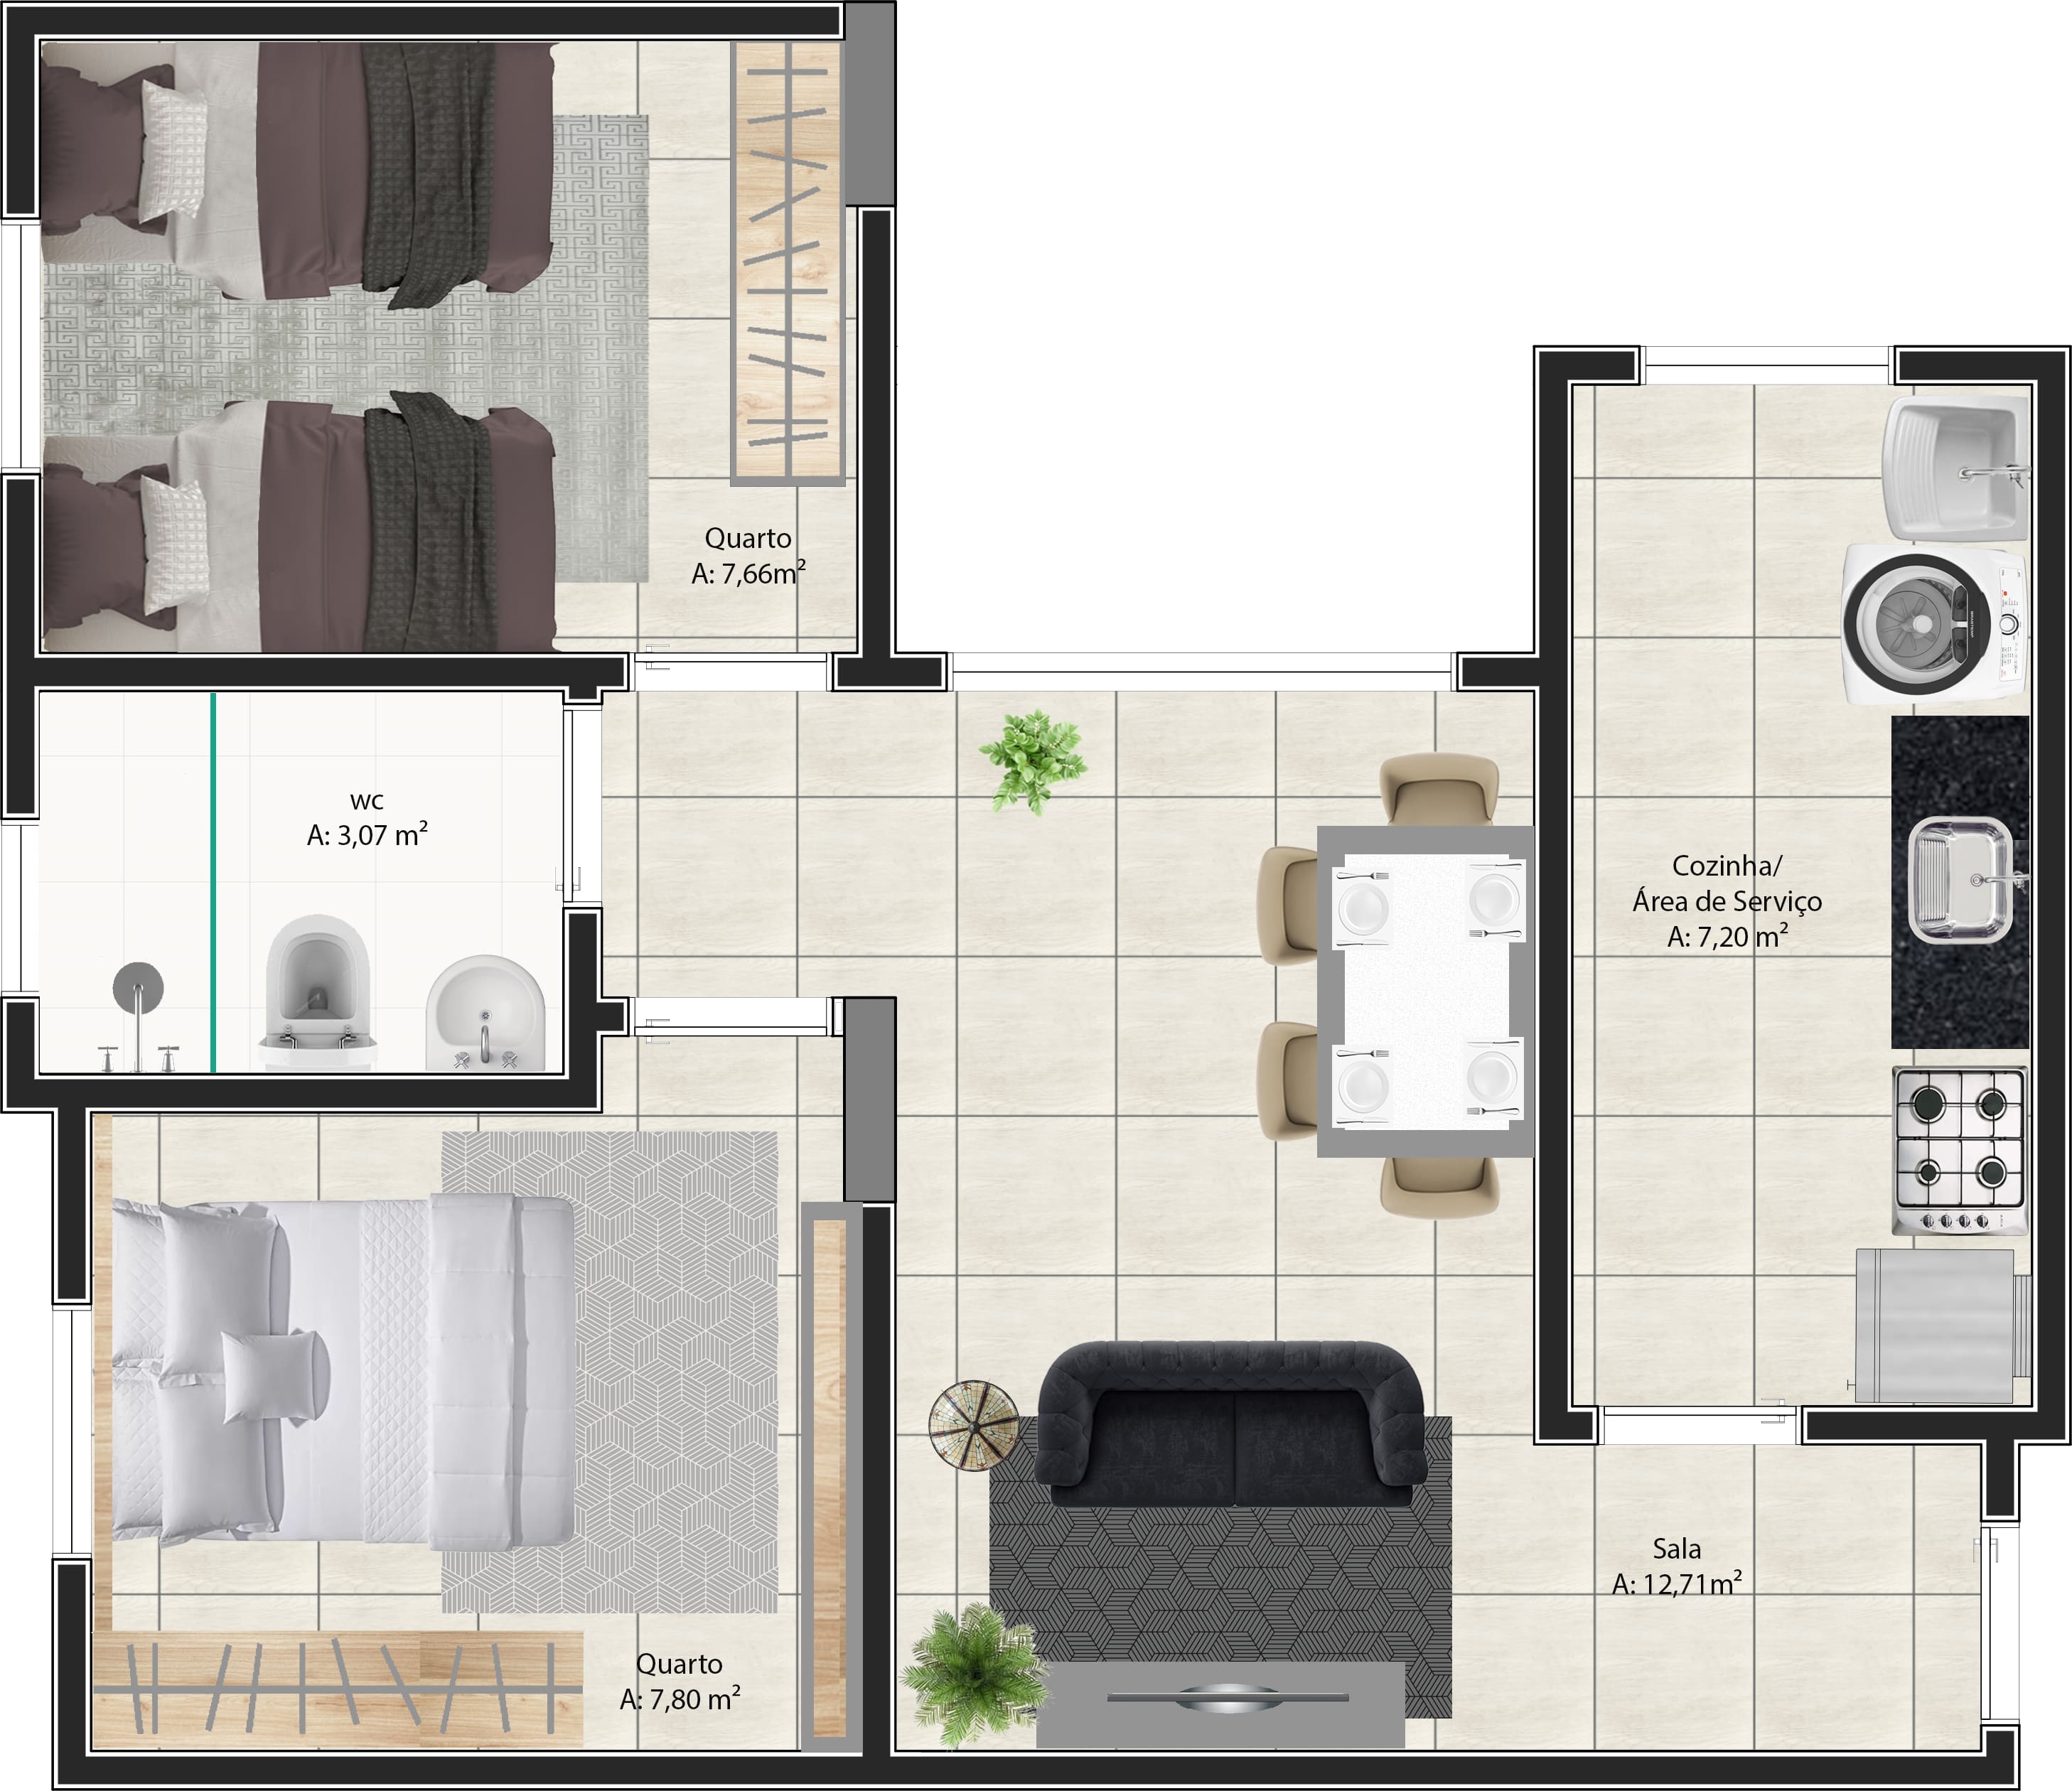 Quarto
A: 7,66m²
wc
A: 3,07 m²
Cozinha/
Área de Serviço
A: 7,20 m²
Sala
A: 12,71m²
Quarto
A: 7,80 m²